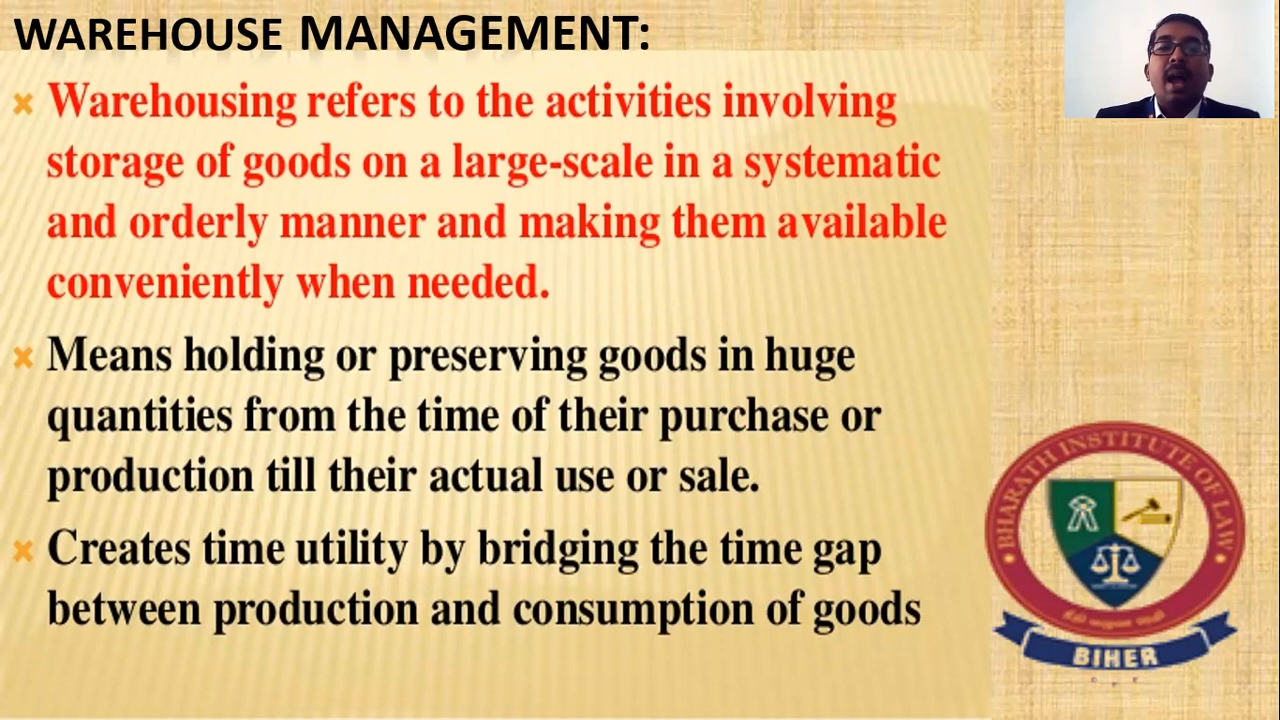 WAREHOUSE MANAGEMENT:
Warehousing refers to the activities involving
storage of goods on a large-scale in a systematic
and orderly manner and making them available
conveniently when needed.
Means holding or preserving goods in huge
quantities from the time of their purchase or
production till their actual use or sale.
Creates time utility by bridging the time gap
between production and consumption of goods
BHARATH INSTITUTE OF LAW
BIHER